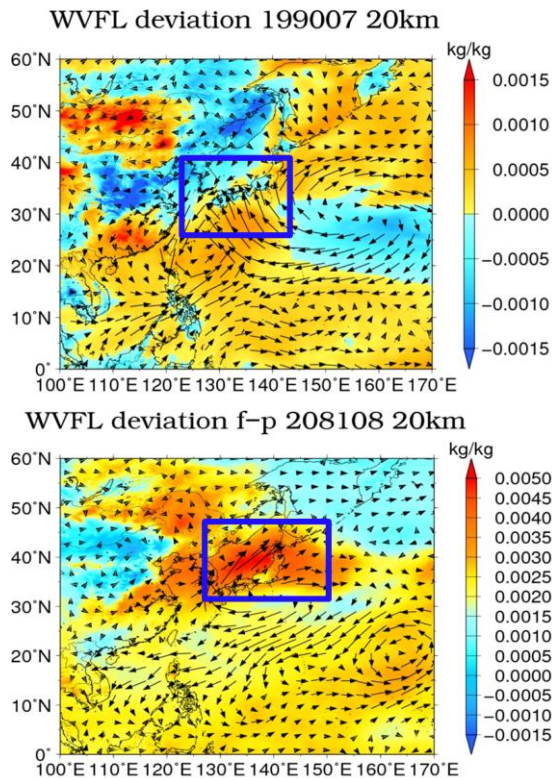 WVFL deviation 199007 20km
kg/kg
60°N
50°N
40°N
30°N
20°N
10°N
0°
100°E 110°E 120°E 130°E 140°E 150°E 160°E 170°E
0.0015
0.0010
0.0005
0.0000
−0.0005
−0.0010
−0.0015
WVFL deviation f−p 208108 20km
kg/kg
60°N
50°N
40°N
30°N
20°N
10°N
0°
100°E 110°E 120°E 130°E 140°E 150°E 160°E 170°E
0.0050
0.0045
0.0040
0.0035
0.0030
0.0025
0.0020
0.0015
0.0010
0.0005
0.0000
−0.0005
−0.0010
−0.0015